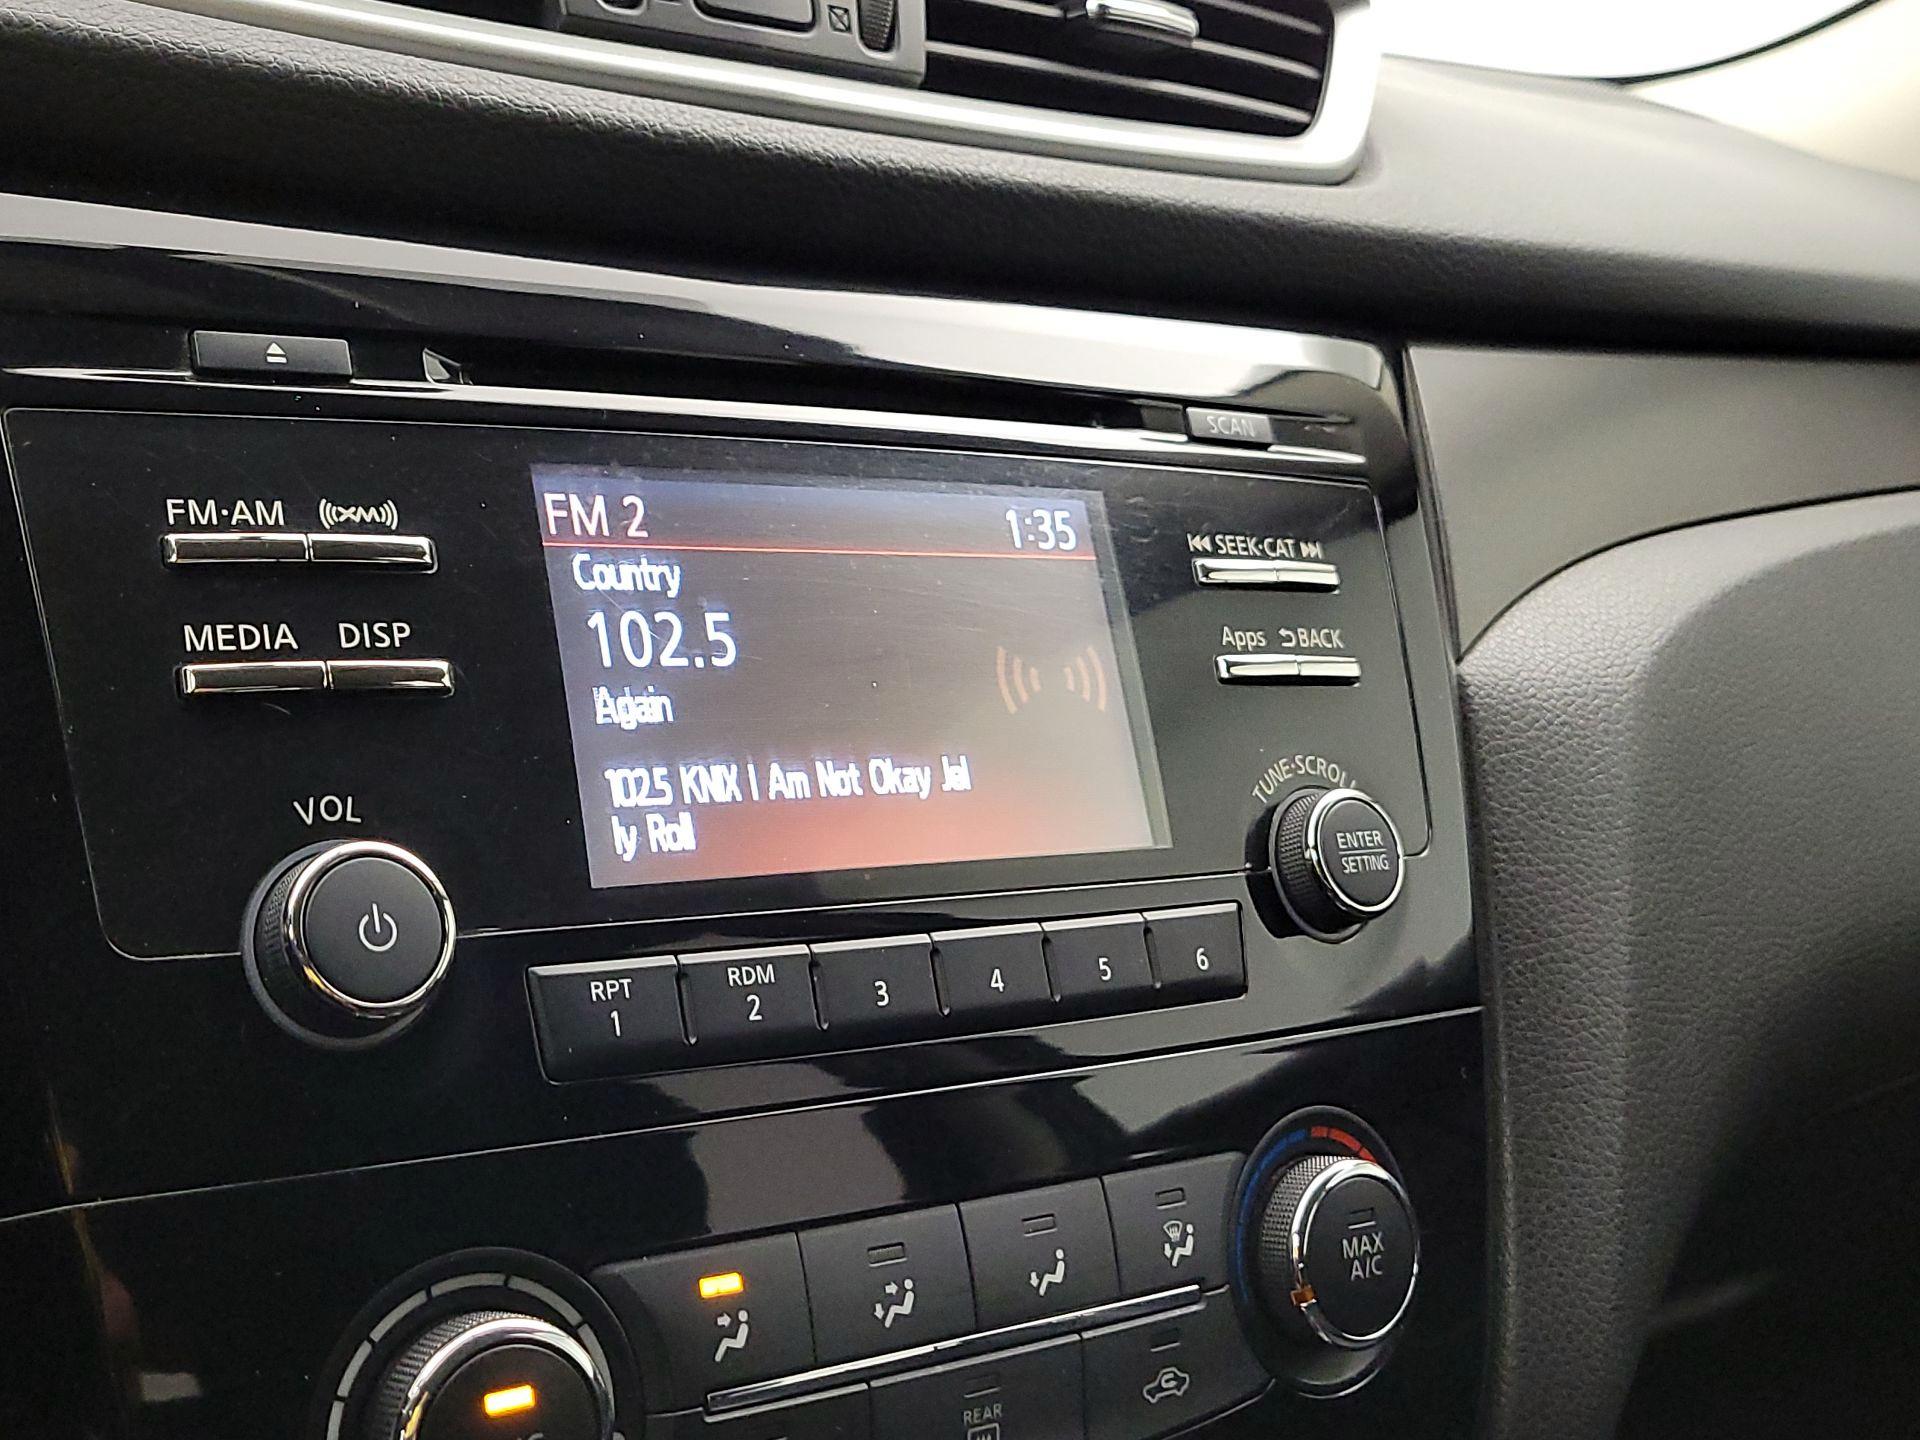 SCAN
FM·AM
(((XM)))
FM 2
1:35
SEEK·CAT
Country
102.5
MEDIA
DISP
Apps
BACK
Again
102.5 KNIX I Am Not Okay Jel
ly Roll
VOL
TUNE·SCROLL
ENTER
SETTING
RPT
1
RDM
2
3
4
5
6
MAX
A/C
REAR